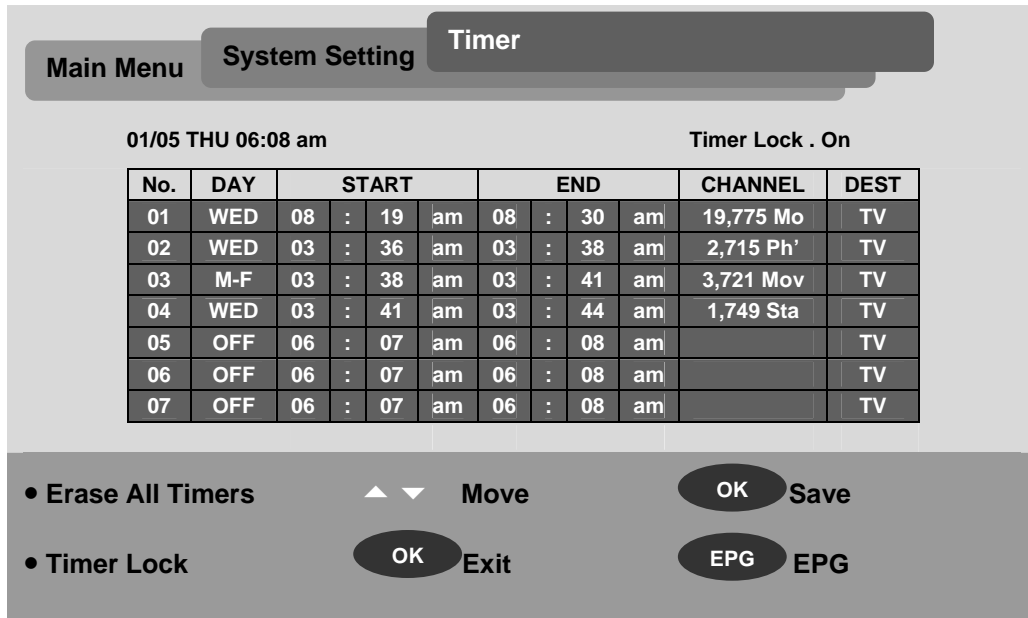 Main Menu System Setting Timer
01/05 THU 06:08 am Timer Lock . On
No. DAY START END CHANNEL DEST
01 WED 08 : 19 am 08 : 30 am 19,775 Mo TV
02 WED 03 : 36 am 03 : 38 am 2,715 Ph' TV
03 M-F 03 : 38 am 03 : 41 am 3,721 Mov TV
04 WED 03 : 41 am 03 : 44 am 1,749 Sta TV
05 OFF 06 : 07 am 06 : 08 am TV
06 OFF 06 : 07 am 06 : 08 am TV
07 OFF 06 : 07 am 06 : 08 am TV
• Erase All Timers Move OK Save
• Timer Lock OK Exit EPG EPG